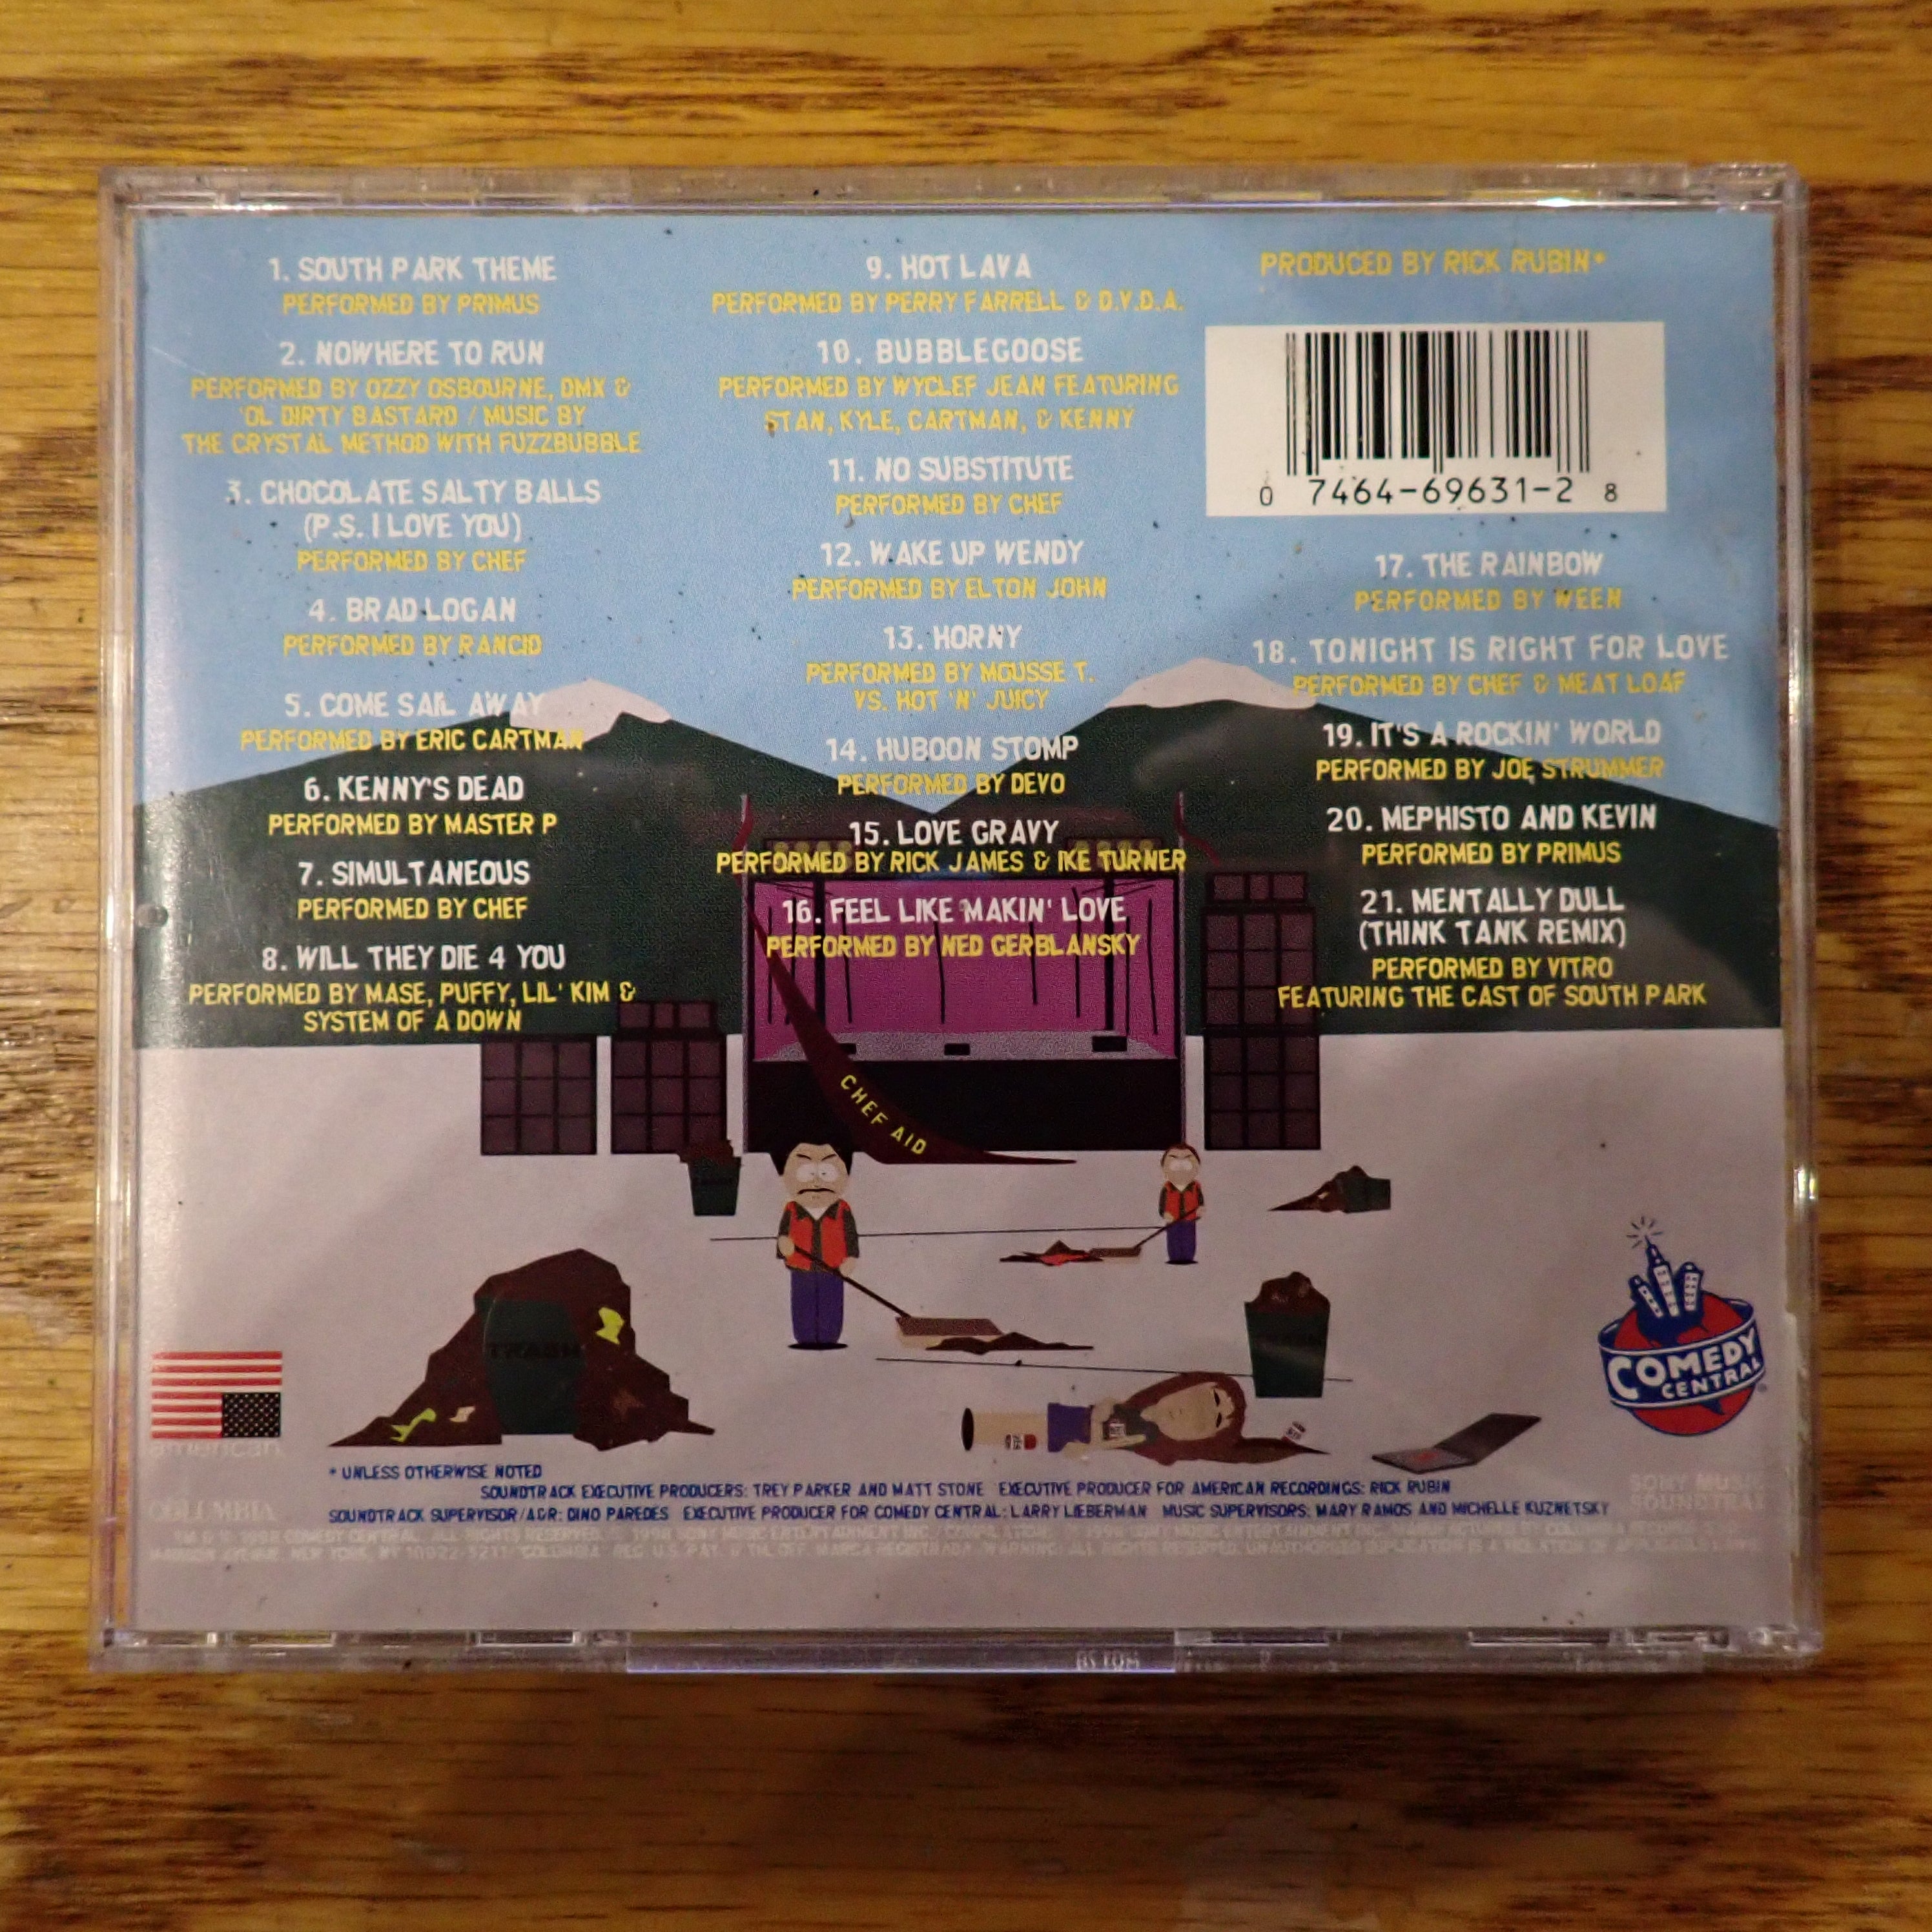 1. SOUTH PARK THEME
PERFORMED BY PRIMUS
2. NOWHERE TO RUN
PERFORMED BY OZZY OSBOURNE, DMX &
'OL DIRTY BASTARD / MUSIC BY
THE CRYSTAL METHOD WITH FUZZBUBBLE
3. CHOCOLATE SALTY BALLS
(P.S. I LOVE YOU)
PERFORMED BY CHEF
4. BRAD LOGAN
PERFORMED BY RANCID
5. COME SAIL AWAY
PERFORMED BY ERIC CARTMAN
6. KENNY'S DEAD
PERFORMED BY MASTER P
7. SIMULTANEOUS
PERFORMED BY CHEF
8. WILL THEY DIE 4 YOU
PERFORMED BY MASE, PUFFY, LIL' KIM &
SYSTEM OF A DOWN
9. HOT LAVA
PERFORMED BY PERRY FARRELL & D.V.D.A.
10. BUBBLEGOOSE
PERFORMED BY WYCLEF JEAN FEATURING
STAN, KYLE, CARTMAN, & KENNY
11. NO SUBSTITUTE
PERFORMED BY CHEF
12. WAKE UP WENDY
PERFORMED BY ELTON JOHN
13. HORNY
PERFORMED BY MOUSSE T.
VS. HOT 'N' JUICY
14. HUBOON STOMP
PERFORMED BY DEVO
15. LOVE GRAVY
PERFORMED BY RICK JAMES & IKE TURNER
16. FEEL LIKE MAKIN' LOVE
PERFORMED BY NED GERBLANSKY
PRODUCED BY RICK RUBIN*
0 7464-69631-2 8
17. THE RAINBOW
PERFORMED BY WEEN
18. TONIGHT IS RIGHT FOR LOVE
PERFORMED BY CHEF & MEAT LOAF
19. IT'S A ROCKIN' WORLD
PERFORMED BY JOE STRUMMER
20. MEPHISTO AND KEVIN
PERFORMED BY PRIMUS
21. MENTALLY DULL
(THINK TANK REMIX)
PERFORMED BY VITRO
FEATURING THE CAST OF SOUTH PARK
CHEF AID
TRASH
COMEDY
CENTRAL
american
* UNLESS OTHERWISE NOTED
SOUNDTRACK EXECUTIVE PRODUCERS: TREY PARKER AND MATT STONE EXECUTIVE PRODUCER FOR AMERICAN RECORDINGS: RICK RUBIN
SOUNDTRACK SUPERVISOR/A&R: DINO PAREDES EXECUTIVE PRODUCER FOR COMEDY CENTRAL: LARRY LIEBERMAN MUSIC SUPERVISORS: MARY RAMOS AND MICHELLE KUZNETSKY
COLUMBIA
SONY MUSIC
SOUNDTRAX